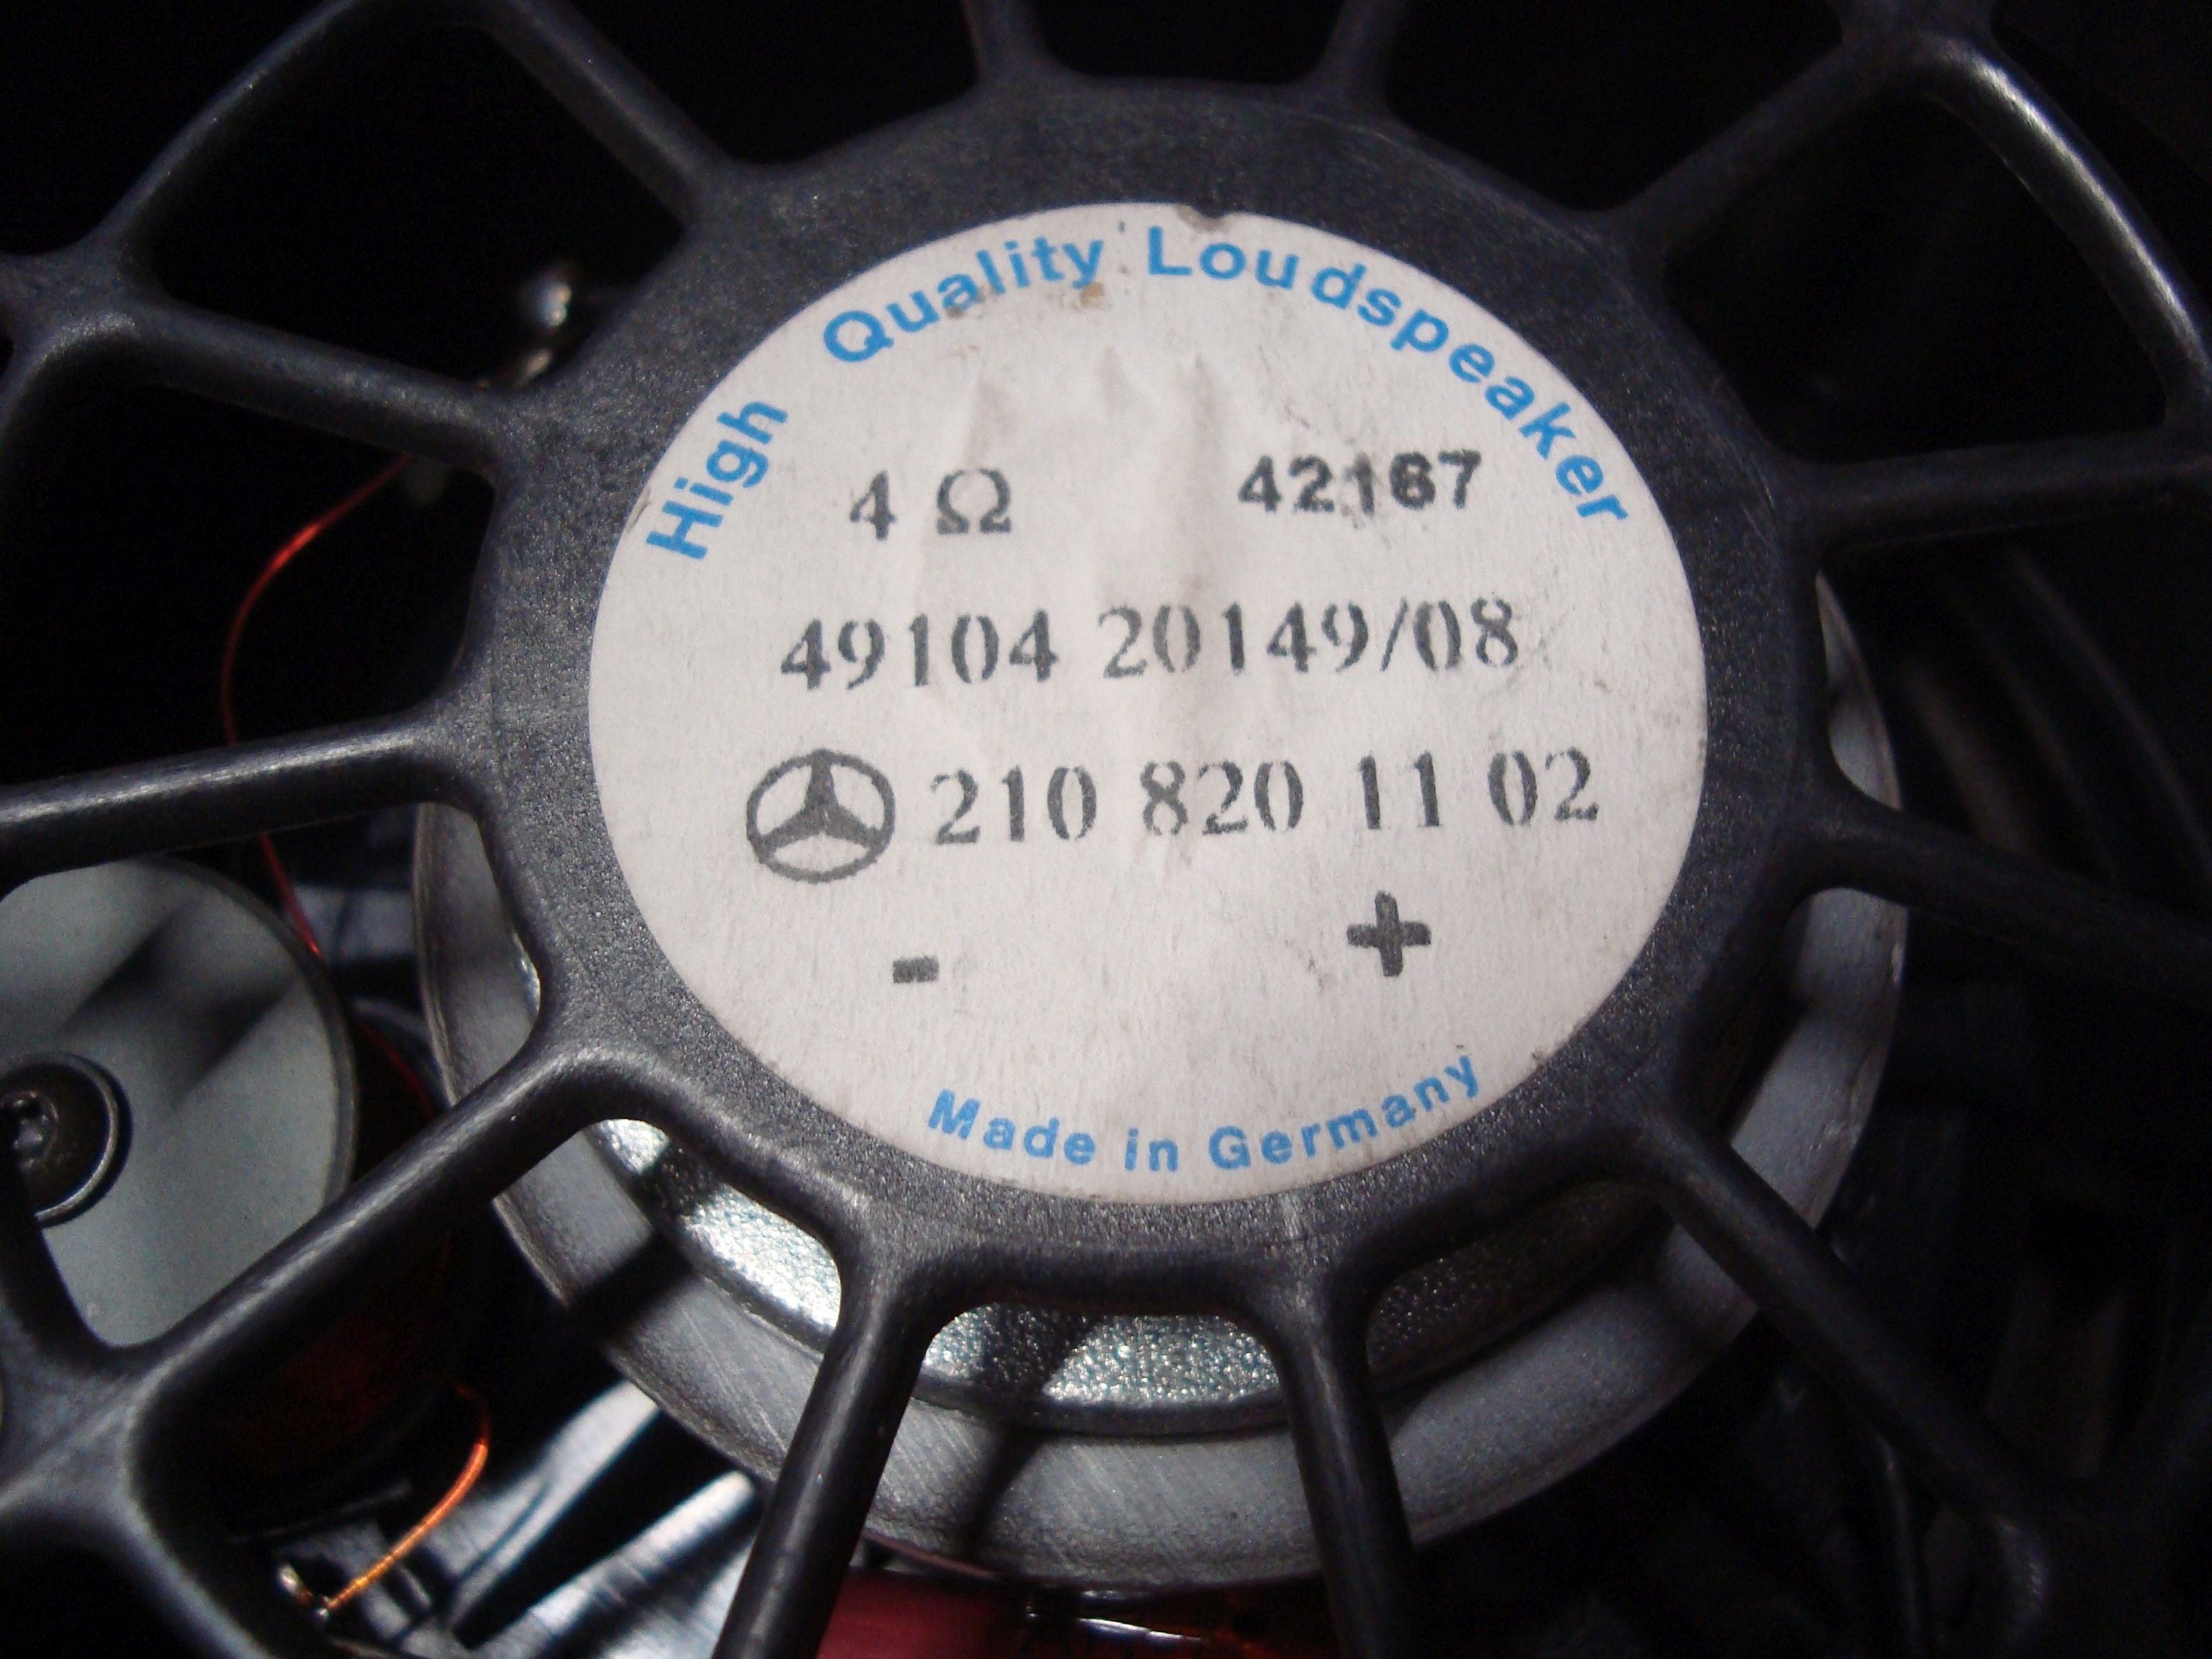 High Quality Loudspeaker
4 Ω 42167
49104 20149/08
210 820 11 02
- +
Made in Germany